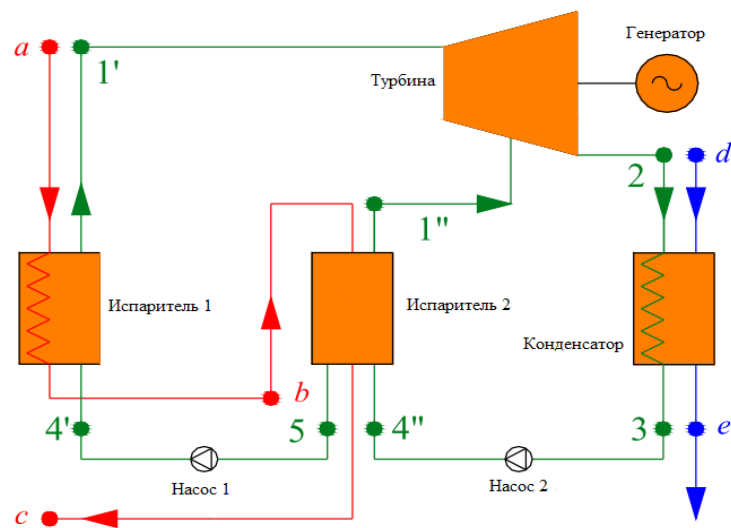 Генератор
a
1'
Турбина
2
d
1"
Испаритель 1
Испаритель 2
Конденсатор
b
4'
5
4"
3
e
Насос 1
Насос 2
c